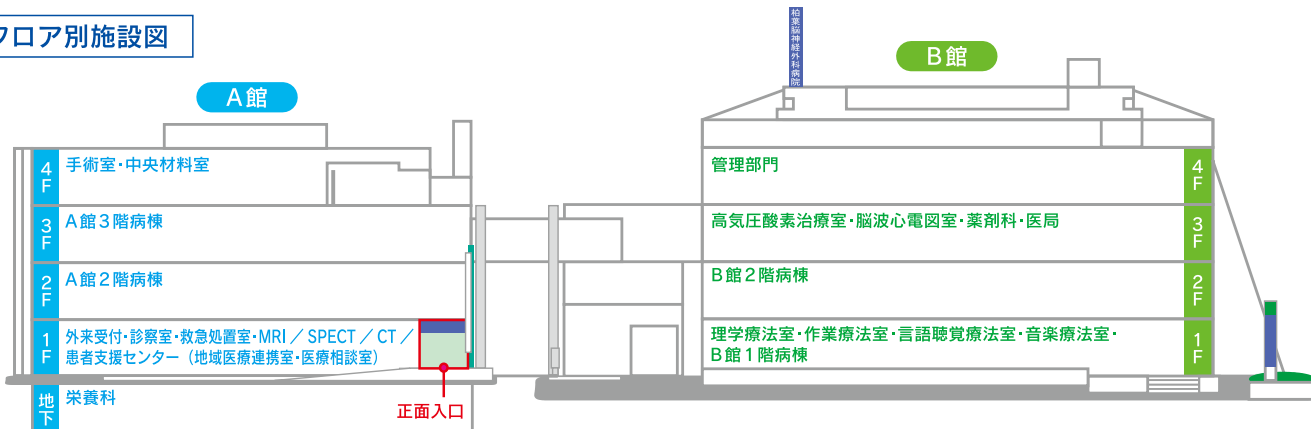 フロア別施設図
柏葉脳神経外科病院
A館
B館
4F
手術室・中央材料室
3F
A館3階病棟
2F
A館2階病棟
1F
外来受付・診察室・救急処置室・MRI／SPECT／CT／
患者支援センター（地域医療連携室・医療相談室）
地下
栄養科
正面入口
管理部門
4F
高気圧酸素治療室・脳波心電図室・薬剤科・医局
3F
B館2階病棟
2F
理学療法室・作業療法室・言語聴覚療法室・音楽療法室・
B館1階病棟
1F